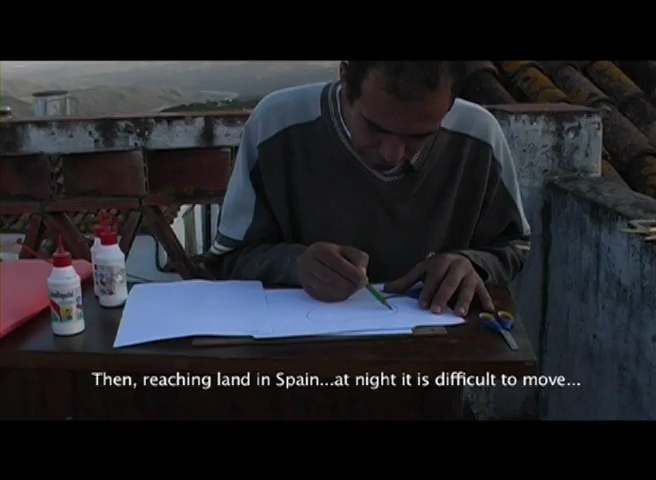 Then, reaching land in Spain...at night it is difficult to move...